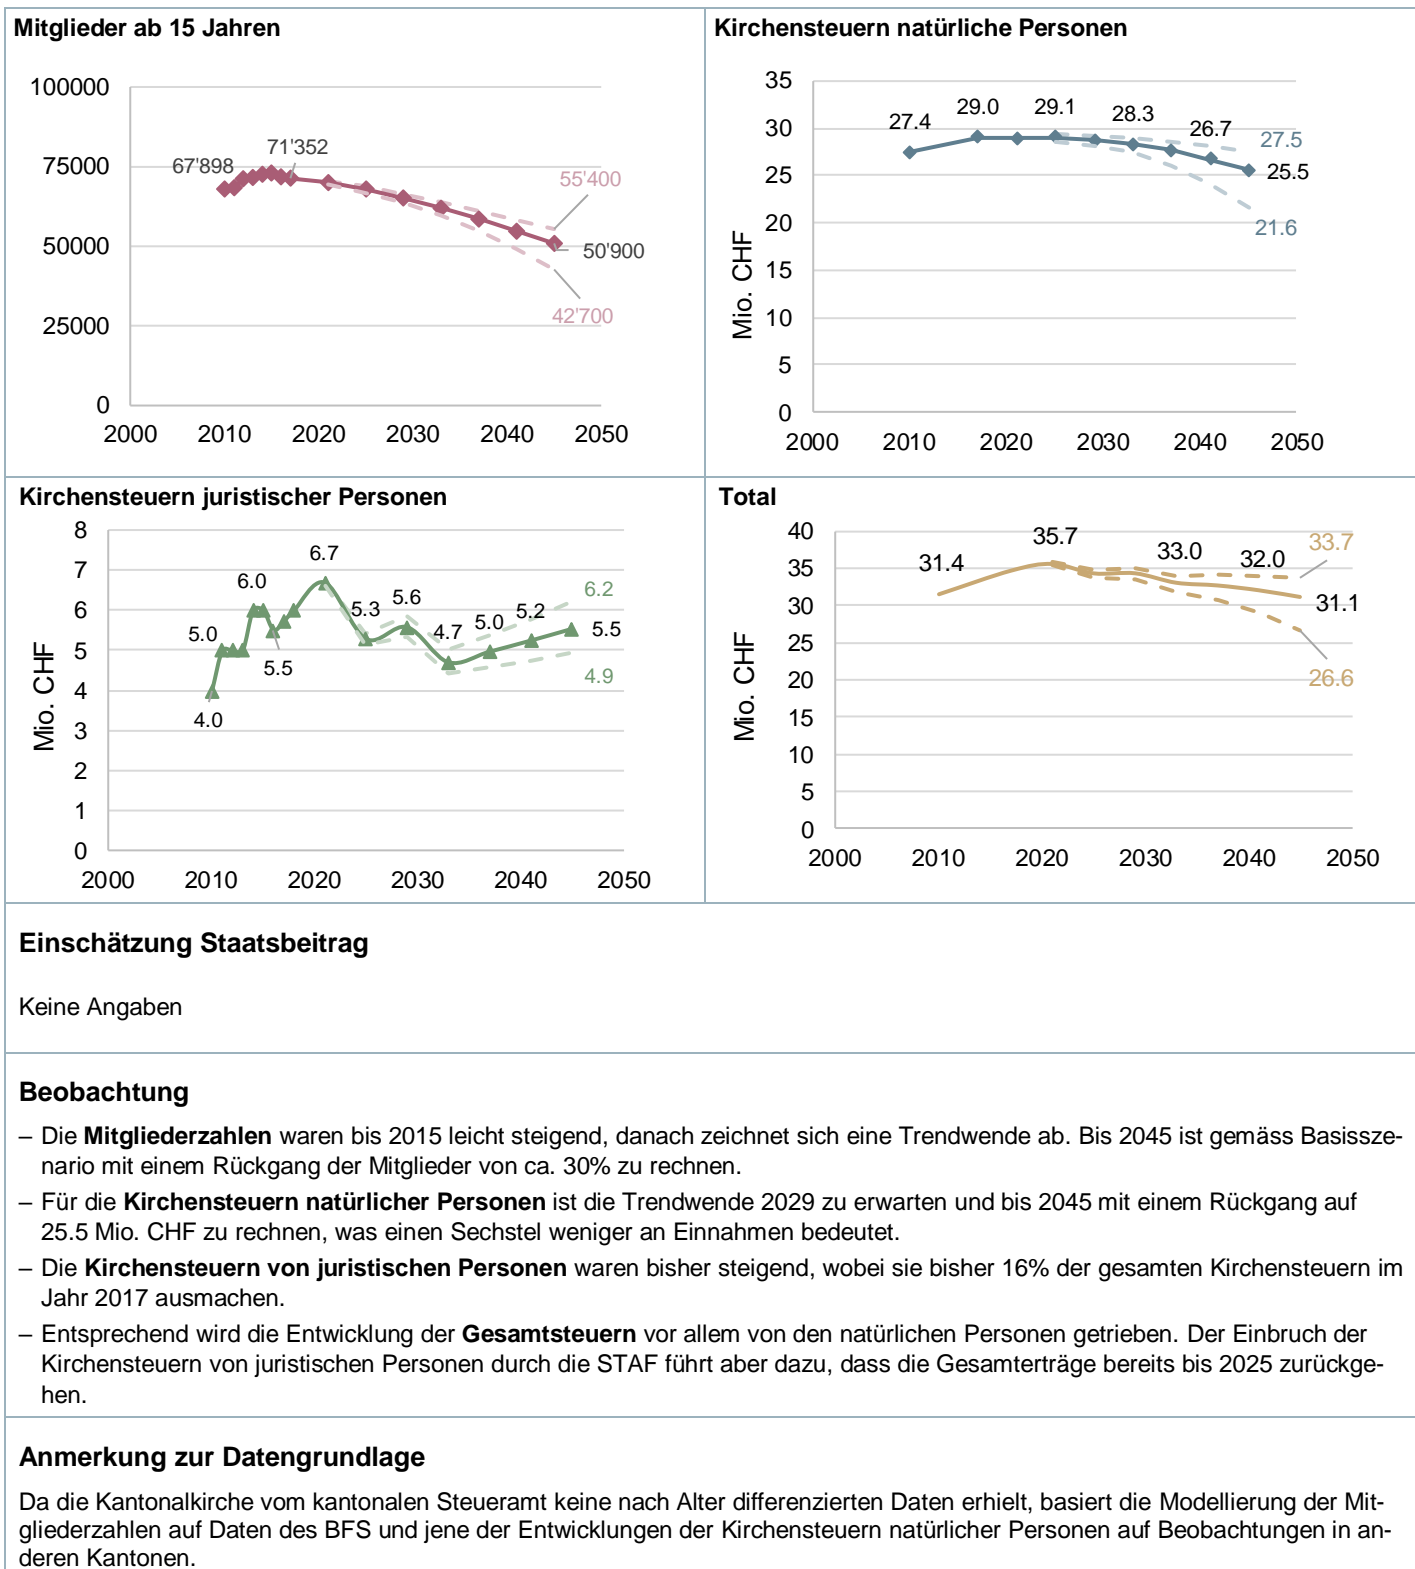 Mitglieder ab 15 Jahren
100000
75000
50000
25000
0
2000 2010 2020 2030 2040 2050
67'898
71'352
55'400
50'900
42'700
Kirchensteuern natürliche Personen
Mio. CHF
35
30
25
20
15
10
5
0
2000 2010 2020 2030 2040 2050
27.4 29.0 29.1 28.3 26.7
27.5
25.5
21.6
Kirchensteuern juristischer Personen
Mio. CHF
8
7
6
5
4
3
2
1
0
2000 2010 2020 2030 2040 2050
4.0
5.0
6.0
5.5
6.7
5.3
5.6
4.7
5.0
5.2
6.2
5.5
4.9
Total
Mio. CHF
40
35
30
25
20
15
10
5
0
2000 2010 2020 2030 2040 2050
31.4
35.7
33.0
32.0
33.7
31.1
26.6
Einschätzung Staatsbeitrag
Keine Angaben
Beobachtung
– Die Mitgliederzahlen waren bis 2015 leicht steigend, danach zeichnet sich eine Trendwende ab. Bis 2045 ist gemäss Basissze-
nario mit einem Rückgang der Mitglieder von ca. 30% zu rechnen.
– Für die Kirchensteuern natürlicher Personen ist die Trendwende 2029 zu erwarten und bis 2045 mit einem Rückgang auf
25.5 Mio. CHF zu rechnen, was einen Sechstel weniger an Einnahmen bedeutet.
– Die Kirchensteuern von juristischen Personen waren bisher steigend, wobei sie bisher 16% der gesamten Kirchensteuern im
Jahr 2017 ausmachen.
– Entsprechend wird die Entwicklung der Gesamtsteuern vor allem von den natürlichen Personen getrieben. Der Einbruch der
Kirchensteuern von juristischen Personen durch die STAF führt aber dazu, dass die Gesamterträge bereits bis 2025 zurückge-
hen.
Anmerkung zur Datengrundlage
Da die Kantonalkirche vom kantonalen Steueramt keine nach Alter differenzierten Daten erhielt, basiert die Modellierung der Mit-
gliederzahlen auf Daten des BFS und jene der Entwicklungen der Kirchensteuern natürlicher Personen auf Beobachtungen in an-
deren Kantonen.